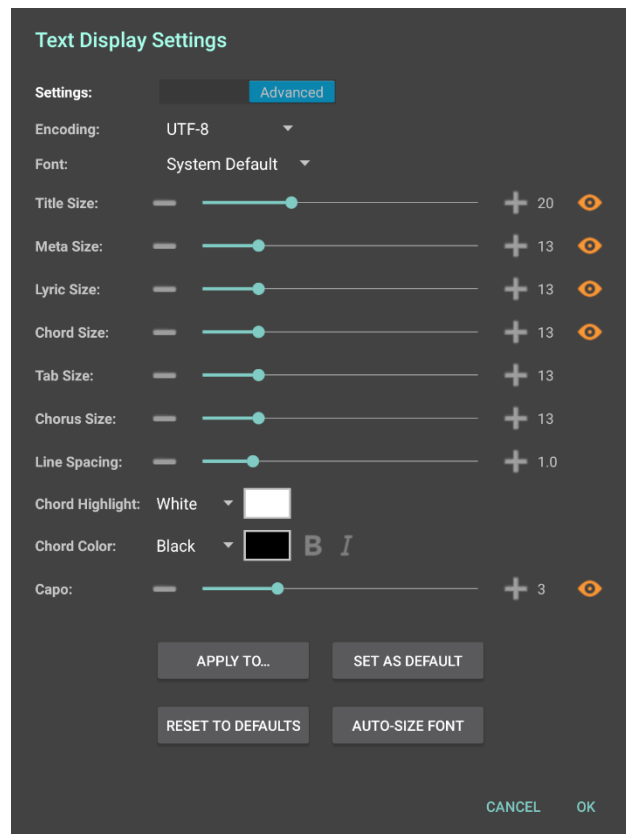 Text Display Settings
Settings: Advanced
Encoding: UTF-8
Font: System Default
Title Size: 20
Meta Size: 13
Lyric Size: 13
Chord Size: 13
Tab Size: 13
Chorus Size: 13
Line Spacing: 1.0
Chord Highlight: White
Chord Color: Black B I
Capo: 3
APPLY TO... SET AS DEFAULT
RESET TO DEFAULTS AUTO-SIZE FONT
CANCEL OK